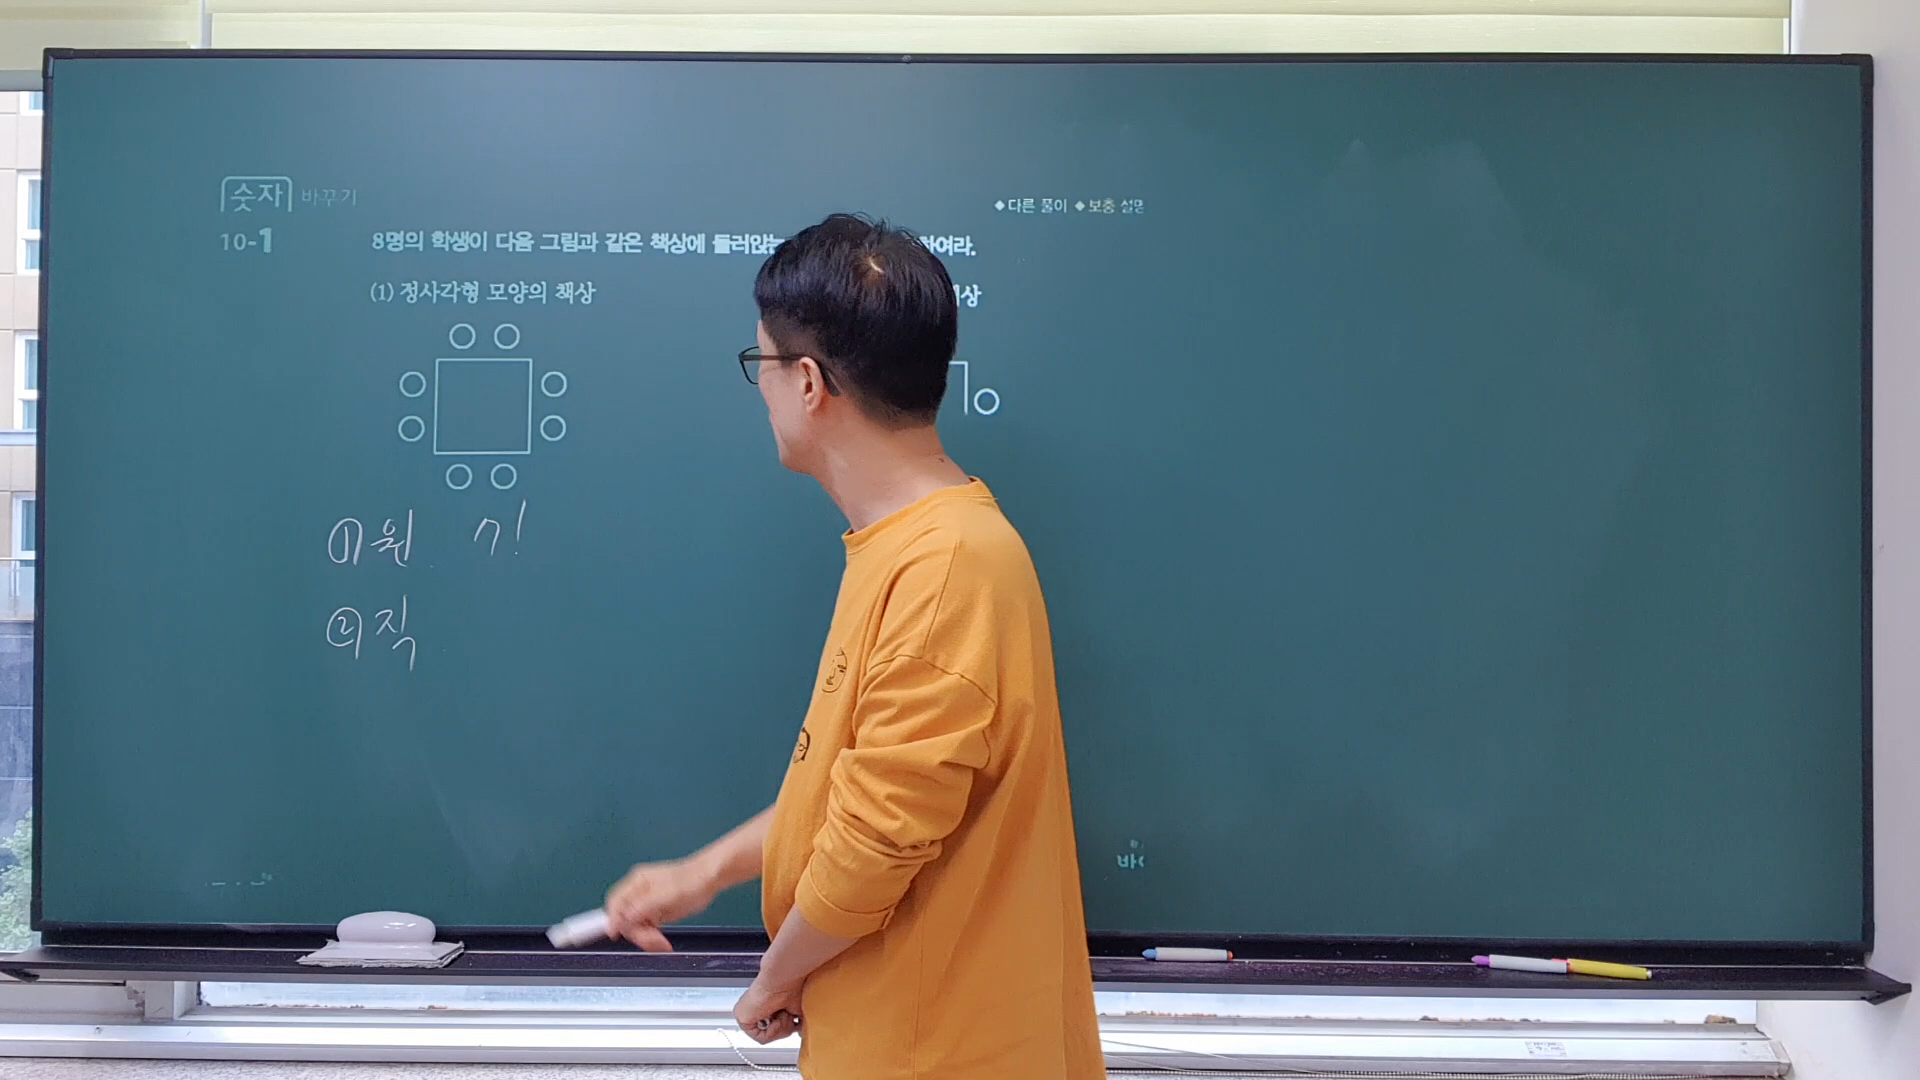 숫자 바꾸기
◆다른 풀이 ◆보충 설명
10-1 8명의 학생이 다음 그림과 같은 책상에 둘러앉는 하여라.
(1) 정사각형 모양의 책상
상
① 원 7!
② 직